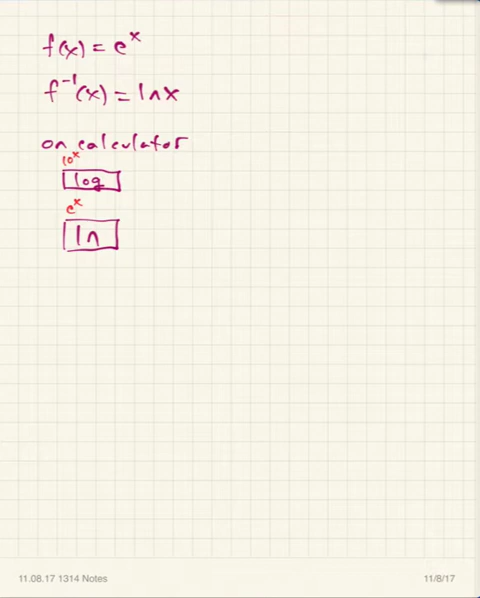 f(x) = e^x
f^-1(x) = ln x
on calculator
10^x
log
e^x
ln
11.08.17 1314 Notes
11/8/17